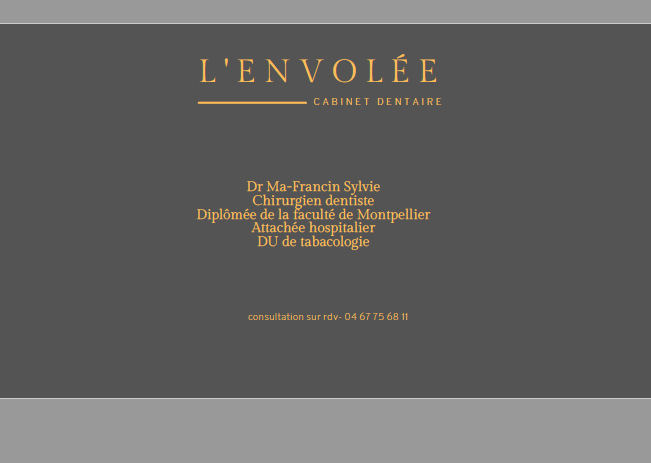 L'ENVOLÉE
CABINET DENTAIRE
Dr Ma-Francin Sylvie
Chirurgien dentiste
Diplômée de la faculté de Montpellier
Attachée hospitalier
DU de tabacologie
consultation sur rdv- 04 67 75 68 11